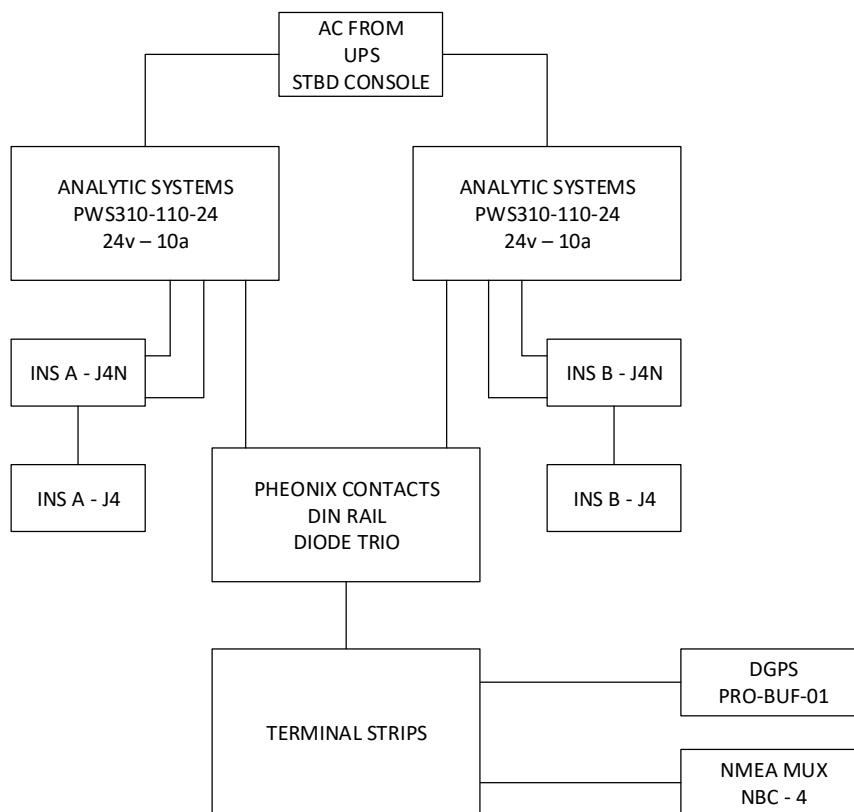 AC FROM
UPS
STBD CONSOLE
ANALYTIC SYSTEMS
PWS310-110-24
24v – 10a
ANALYTIC SYSTEMS
PWS310-110-24
24v – 10a
INS A - J4N
INS B - J4N
INS A - J4
INS B - J4
PHEONIX CONTACTS
DIN RAIL
DIODE TRIO
TERMINAL STRIPS
DGPS
PRO-BUF-01
NMEA MUX
NBC - 4